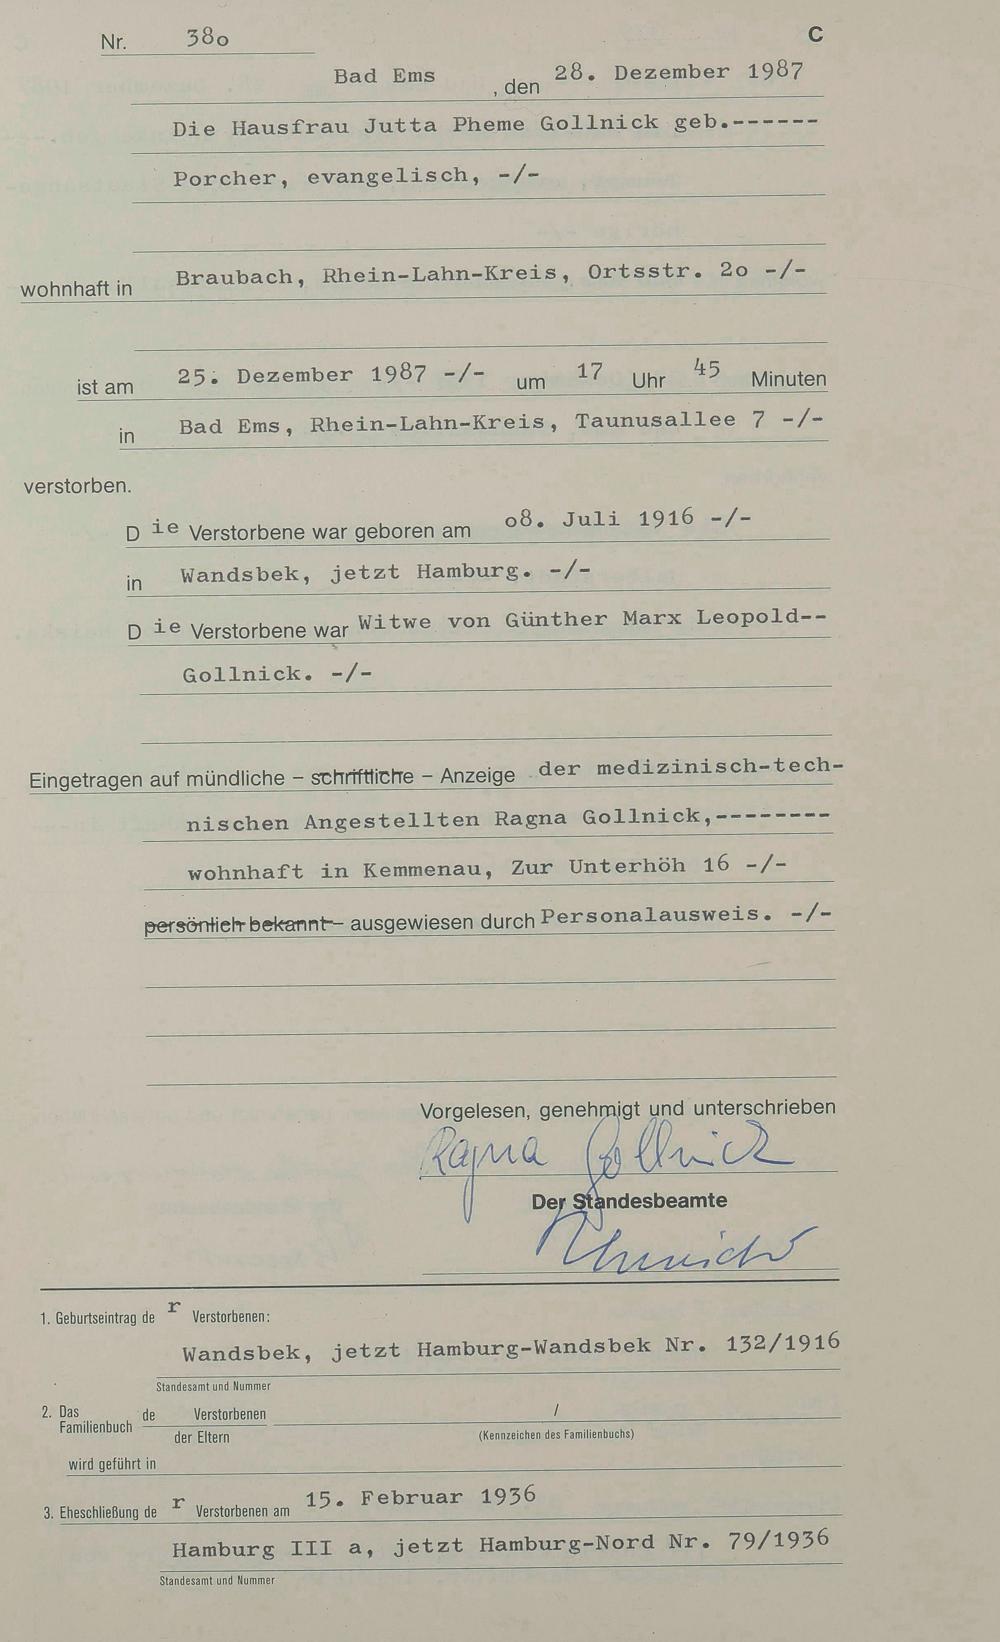 Nr. 38o C
Bad Ems , den 28. Dezember 1987
Die Hausfrau Jutta Pheme Gollnick geb.------
Porcher, evangelisch, -/-
wohnhaft in Braubach, Rhein-Lahn-Kreis, Ortsstr. 2o -/-
ist am 25. Dezember 1987 -/- um 17 Uhr 45 Minuten
in Bad Ems, Rhein-Lahn-Kreis, Taunusallee 7 -/-
verstorben.
D ie Verstorbene war geboren am o8. Juli 1916 -/-
in Wandsbek, jetzt Hamburg. -/-
D ie Verstorbene war Witwe von Günther Marx Leopold--
Gollnick. -/-
Eingetragen auf mündliche – schriftliche – Anzeige der medizinisch-tech-
nischen Angestellten Ragna Gollnick,--------
wohnhaft in Kemmenau, Zur Unterhöh 16 -/-
persönlich bekannt – ausgewiesen durch Personalausweis. -/-
Vorgelesen, genehmigt und unterschrieben
Ragna Gollnick
Der Standesbeamte
1. Geburtseintrag de r Verstorbenen:
Wandsbek, jetzt Hamburg-Wandsbek Nr. 132/1916
Standesamt und Nummer
2. Das Familienbuch de Verstorbenen /
der Eltern (Kennzeichen des Familienbuchs)
wird geführt in
3. Eheschließung de r Verstorbenen am 15. Februar 1936
Hamburg III a, jetzt Hamburg-Nord Nr. 79/1936
Standesamt und Nummer